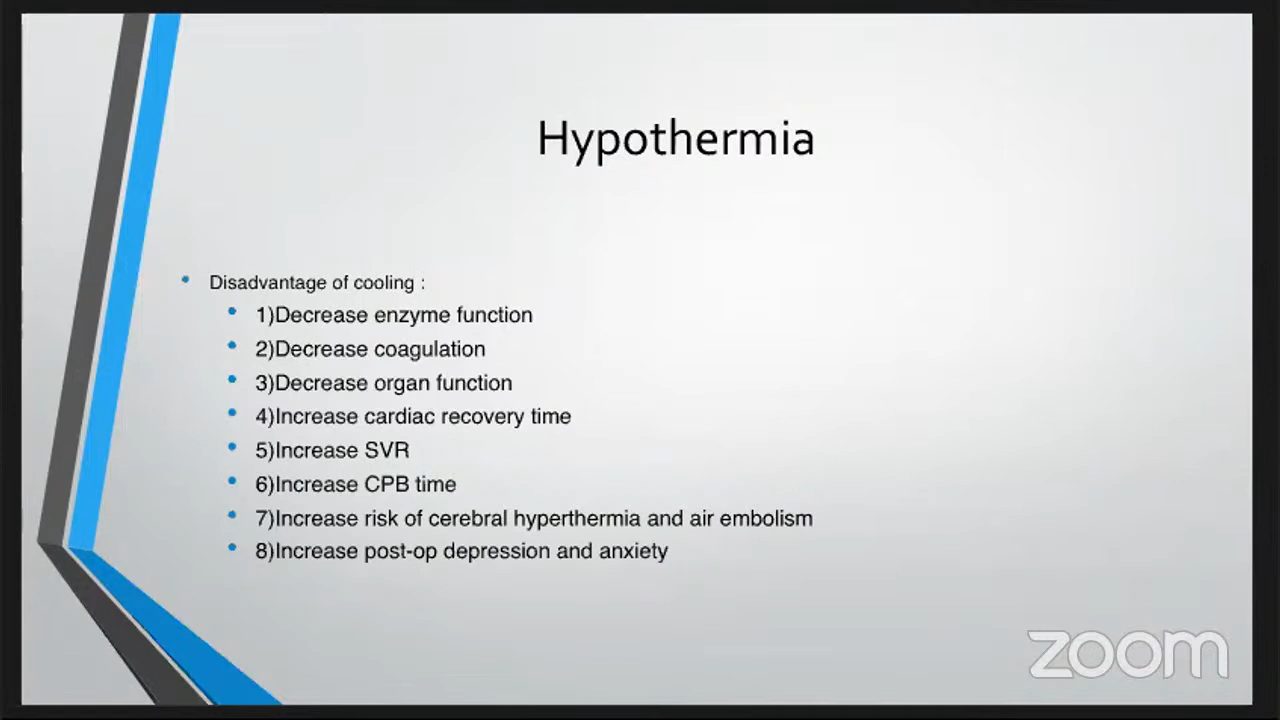 Hypothermia
Disadvantage of cooling :
1)Decrease enzyme function
2)Decrease coagulation
3)Decrease organ function
4)Increase cardiac recovery time
5)Increase SVR
6)Increase CPB time
7)Increase risk of cerebral hyperthermia and air embolism
8)Increase post-op depression and anxiety
zoom